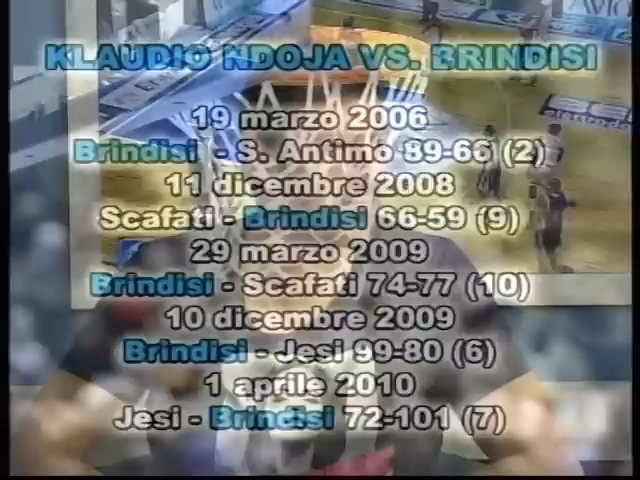 KLAUDIO NDOJA VS. BRINDISI
19 marzo 2006
Brindisi - S. Antimo 89-66 (2)
11 dicembre 2008
Scafati - Brindisi 66-59 (9)
29 marzo 2009
Brindisi - Scafati 74-77 (10)
10 dicembre 2009
Brindisi - Jesi 99-80 (6)
1 aprile 2010
Jesi - Brindisi 72-101 (7)